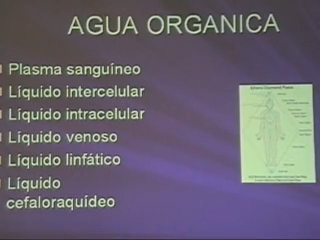 AGUA ORGANICA
Plasma sanguíneo
Líquido intercelular
Líquido intracelular
Líquido venoso
Líquido linfático
Líquido
cefaloraquídeo